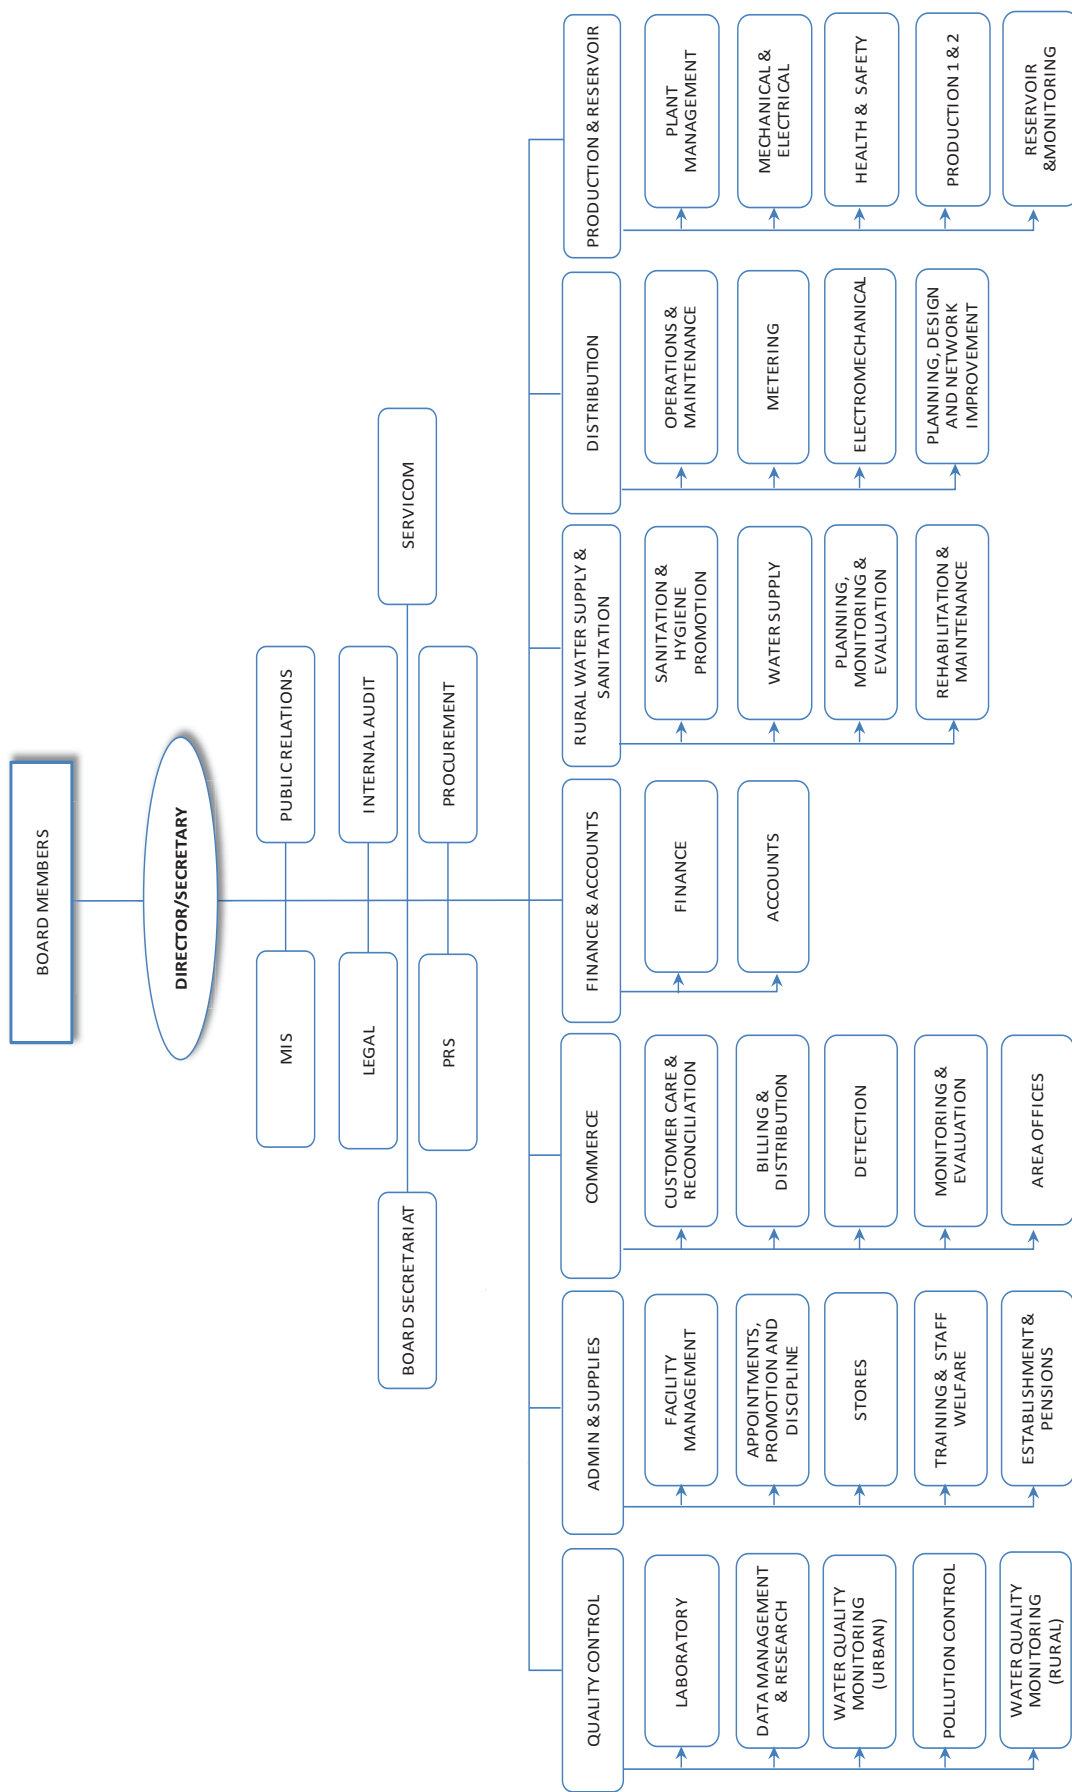 BOARD MEMBERS
DIRECTOR/SECRETARY
MIS
PUBLIC RELATIONS
LEGAL
INTERNAL AUDIT
BOARD SECRETARIAT
SERVICOM
PRS
PROCUREMENT
QUALITY CONTROL
LABORATORY
DATA MANAGEMENT
& RESEARCH
WATER QUALITY
MONITORING
(URBAN)
POLLUTION CONTROL
WATER QUALITY
MONITORING
(RURAL)
ADMIN & SUPPLIES
FACILITY
MANAGEMENT
APPOINTMENTS,
PROMOTION AND
DISCIPLINE
STORES
TRAINING & STAFF
WELFARE
ESTABLISHMENT &
PENSIONS
COMMERCE
CUSTOMER CARE &
RECONCILIATION
BILLING &
DISTRIBUTION
DETECTION
MONITORING &
EVALUATION
AREA OFFICES
FINANCE & ACCOUNTS
FINANCE
ACCOUNTS
RURAL WATER SUPPLY &
SANITATION
SANITATION &
HYGIENE
PROMOTION
WATER SUPPLY
PLANNING,
MONITORING &
EVALUATION
REHABILITATION &
MAINTENANCE
DISTRIBUTION
OPERATIONS &
MAINTENANCE
METERING
ELECTROMECHANICAL
PLANNING, DESIGN
AND NETWORK
IMPROVEMENT
PRODUCTION & RESERVOIR
PLANT
MANAGEMENT
MECHANICAL &
ELECTRICAL
HEALTH & SAFETY
PRODUCTION 1 & 2
RESERVOIR
&MONITORING